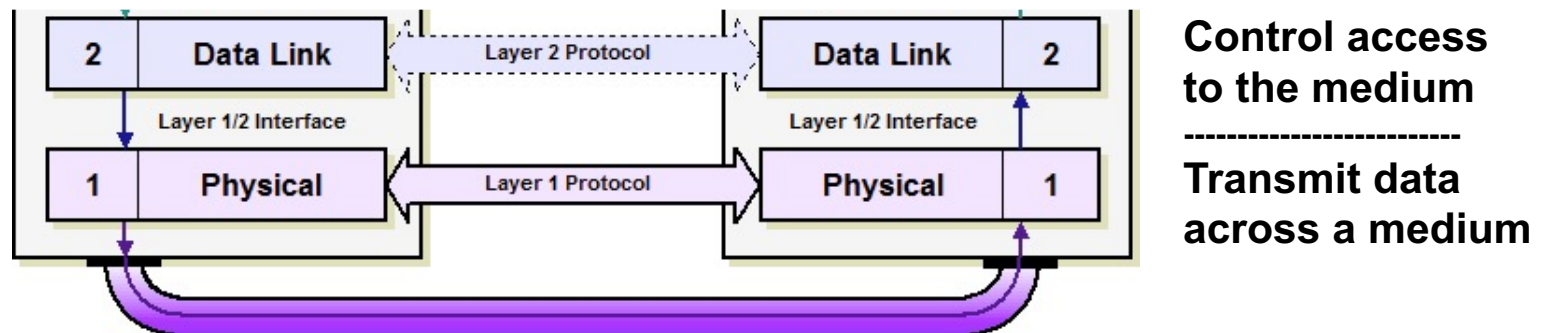 2 Data Link Layer 2 Protocol Data Link 2
Control access
to the medium
Layer 1/2 Interface Layer 1/2 Interface
-------------------------
1 Physical Layer 1 Protocol Physical 1
Transmit data
across a medium